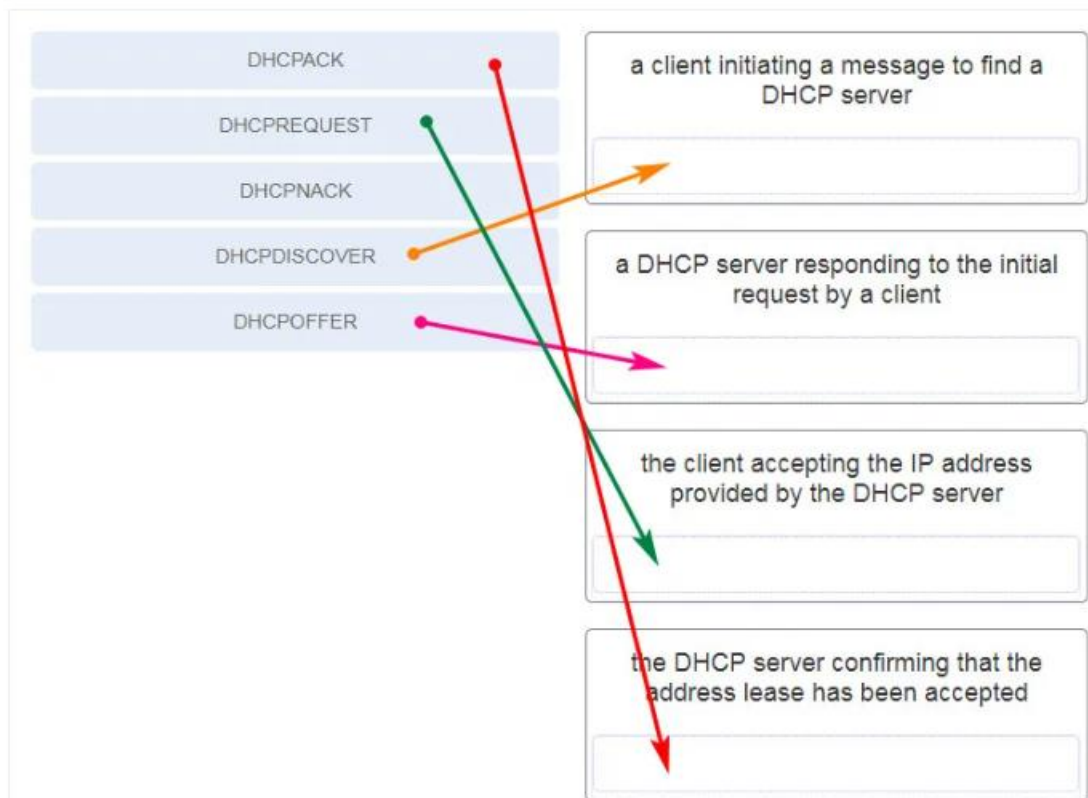 DHCPACK
DHCPREQUEST
DHCPNACK
DHCPDISCOVER
DHCPOFFER
a client initiating a message to find a
DHCP server
a DHCP server responding to the initial
request by a client
the client accepting the IP address
provided by the DHCP server
the DHCP server confirming that the
address lease has been accepted